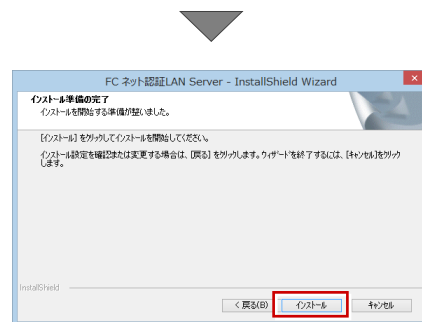 FC ネット認証LAN Server - InstallShield Wizard
インストール準備の完了
インストールを開始する準備が整いました。
[インストール] をクリックしてインストールを開始してください。
インストール設定を確認または変更する場合は、[戻る] をクリックします。ウィザードを終了するには、[キャンセル]をクリック
します。
InstallShield
< 戻る(B)
インストール
キャンセル